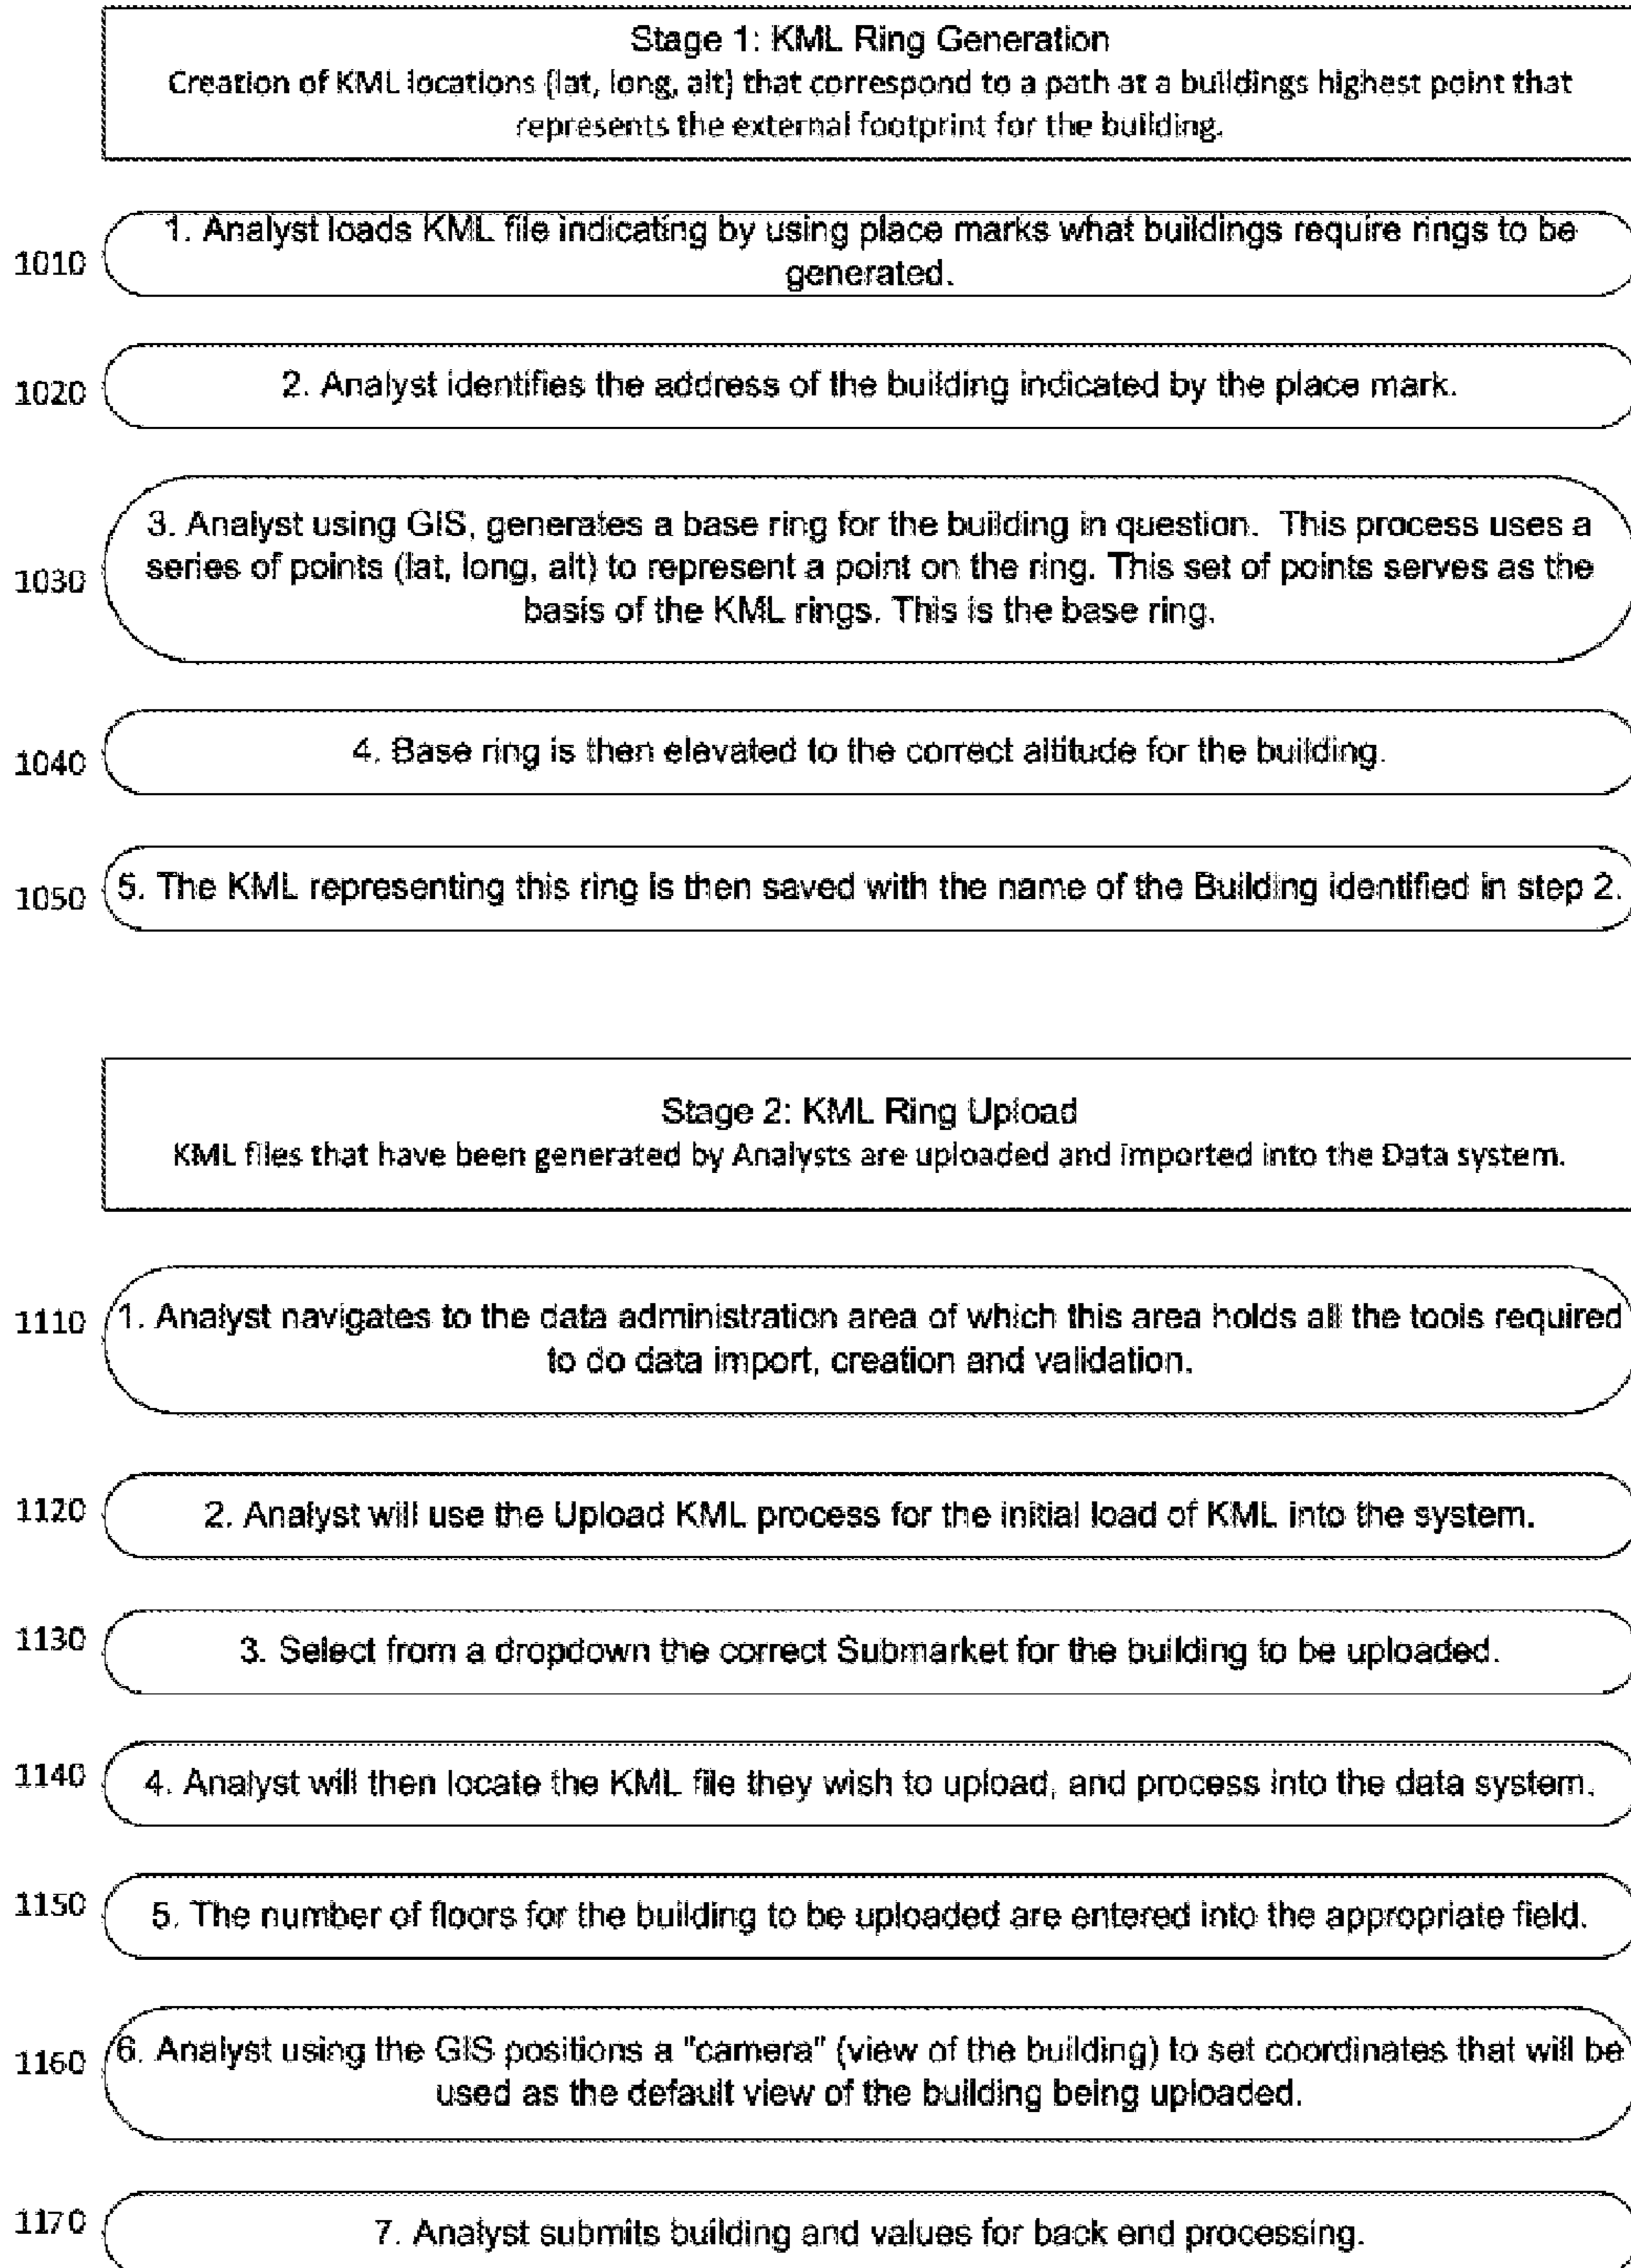 Stage 1: KML Ring Generation
Creation of KML locations (lat, long, alt) that correspond to a path at a buildings highest point that
represents the external footprint for the building.
1010
1. Analyst loads KML file indicating by using place marks what buildings require rings to be
generated.
1020
2. Analyst identifies the address of the building indicated by the place mark.
1030
3. Analyst using GIS, generates a base ring for the building in question. This process uses a
series of points (lat, long, alt) to represent a point on the ring. This set of points serves as the
basis of the KML rings. This is the base ring.
1040
4. Base ring is then elevated to the correct altitude for the building.
1050
5. The KML representing this ring is then saved with the name of the Building identified in step 2.
Stage 2: KML Ring Upload
KML files that have been generated by Analysts are uploaded and imported into the Data system.
1110
1. Analyst navigates to the data administration area of which this area holds all the tools required
to do data import, creation and validation.
1120
2. Analyst will use the Upload KML process for the initial load of KML into the system.
1130
3. Select from a dropdown the correct Submarket for the building to be uploaded.
1140
4. Analyst will then locate the KML file they wish to upload, and process into the data system.
1150
5. The number of floors for the building to be uploaded are entered into the appropriate field.
1160
6. Analyst using the GIS positions a "camera" (view of the building) to set coordinates that will be
used as the default view of the building being uploaded.
1170
7. Analyst submits building and values for back end processing.